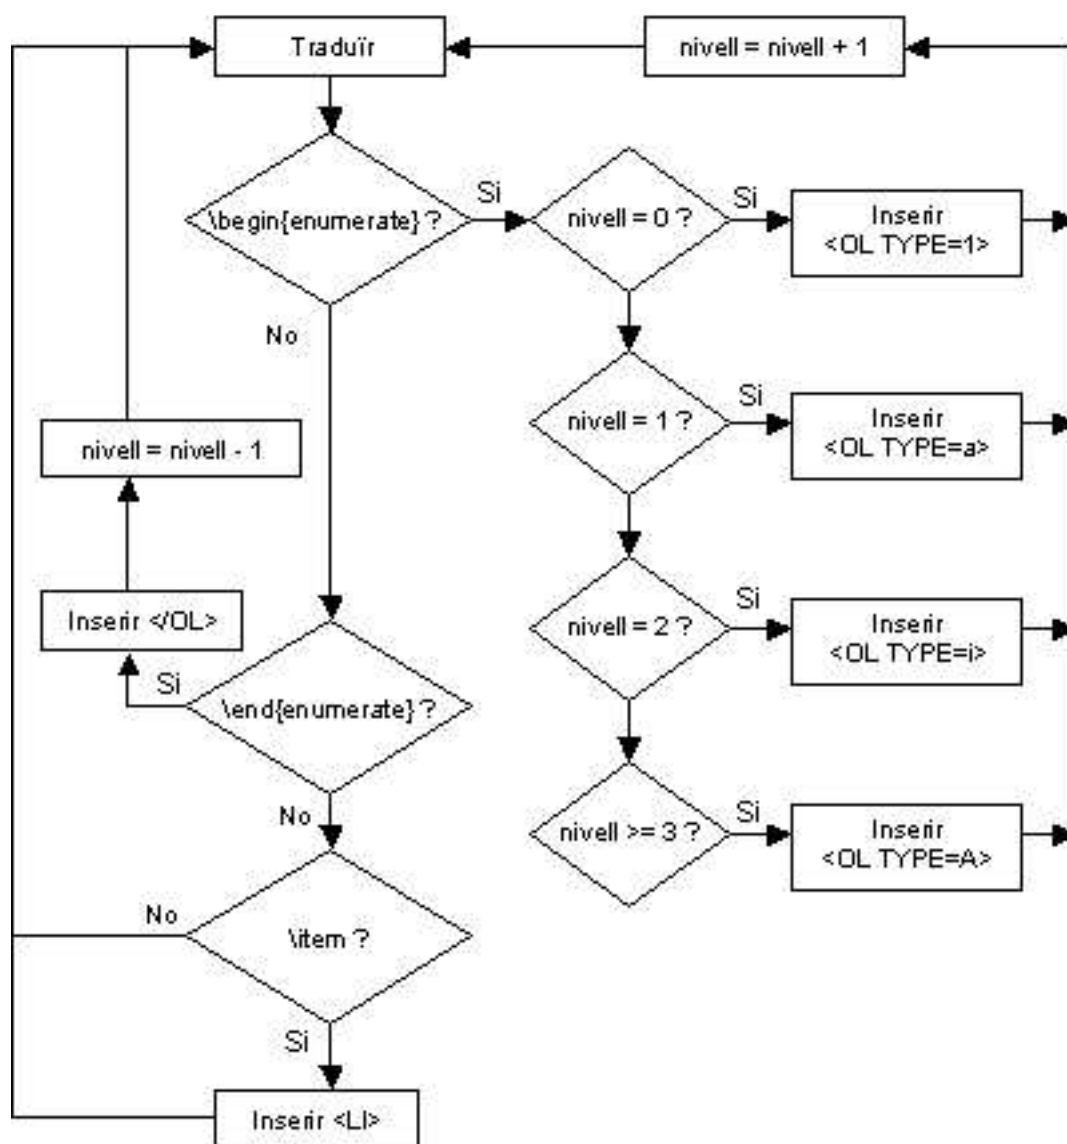 Traduïr
nivell = nivell + 1
\begin{enumerate} ?
Si
nivell = 0 ?
Si
Inserir
<OL TYPE=1>
No
nivell = 1 ?
Si
Inserir
<OL TYPE=a>
nivell = nivell - 1
nivell = 2 ?
Si
Inserir
<OL TYPE=i>
Inserir </OL>
Si
\end{enumerate} ?
No
nivell >= 3 ?
Si
Inserir
<OL TYPE=A>
No
\item ?
Si
Inserir <LI>